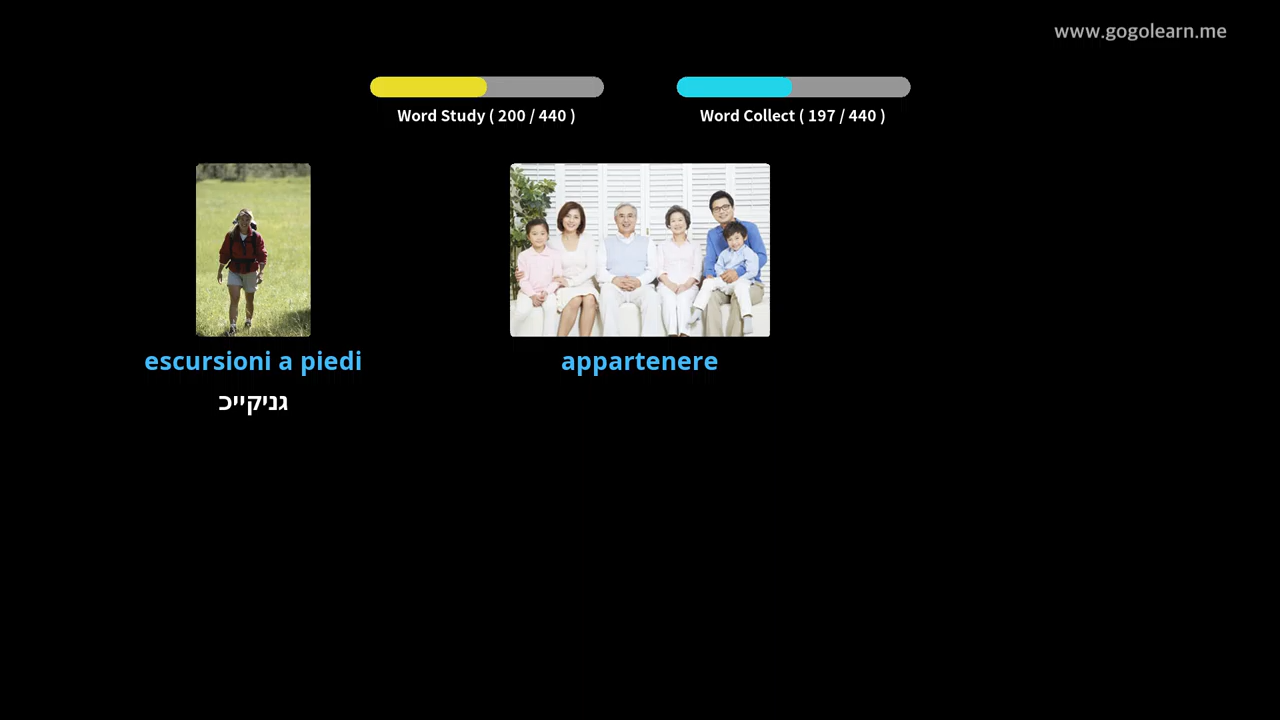 www.gogolearn.me
Word Study ( 200 / 440 )
Word Collect ( 197 / 440 )
escursioni a piedi
appartenere
גניקייכ